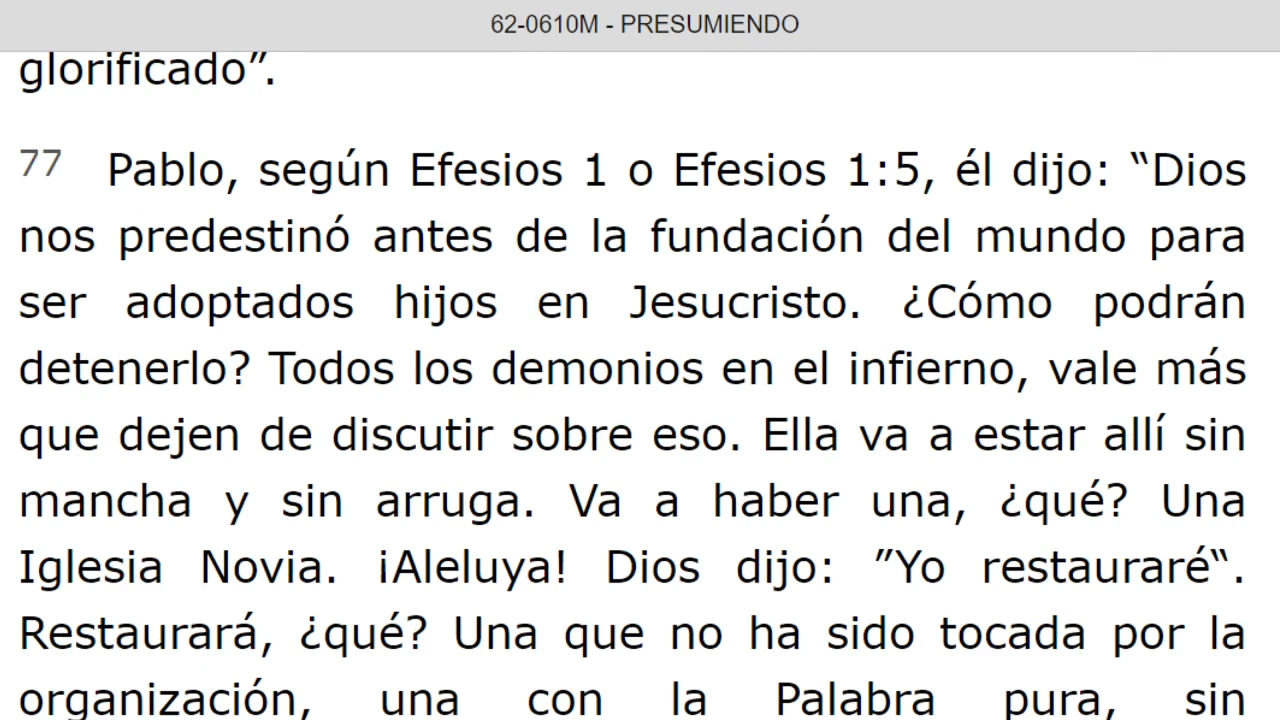 62-0610M - PRESUMIENDO
glorificado”.
77 Pablo, según Efesios 1 o Efesios 1:5, él dijo: “Dios
nos predestinó antes de la fundación del mundo para
ser adoptados hijos en Jesucristo. ¿Cómo podrán
detenerlo? Todos los demonios en el infierno, vale más
que dejen de discutir sobre eso. Ella va a estar allí sin
mancha y sin arruga. Va a haber una, ¿qué? Una
Iglesia Novia. ¡Aleluya! Dios dijo: ”Yo restauraré“.
Restaurará, ¿qué? Una que no ha sido tocada por la
organización, una con la Palabra pura, sin